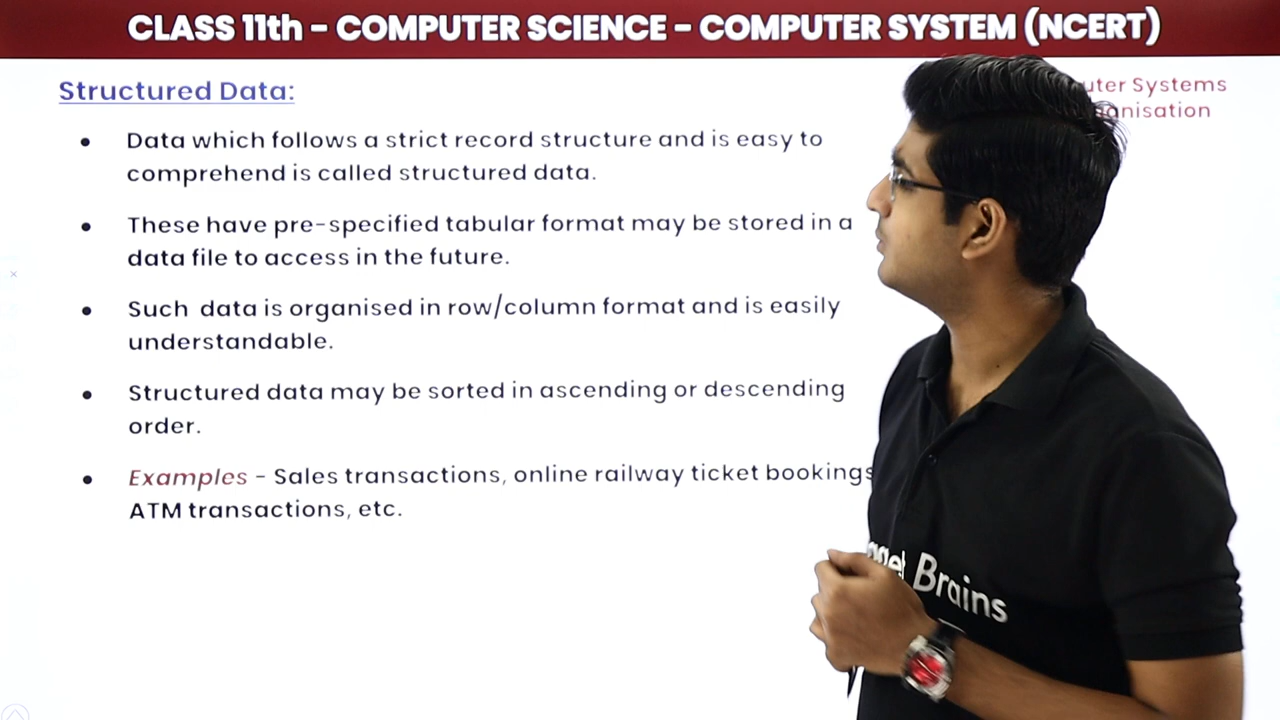 CLASS 11th - COMPUTER SCIENCE - COMPUTER SYSTEM (NCERT)
Structured Data:
Systems
• Data which follows a strict record structure and is easy to
comprehend is called structured data.
• These have pre-specified tabular format may be stored in a
data file to access in the future.
• Such data is organised in row/column format and is easily
understandable.
• Structured data may be sorted in ascending or descending
order.
• Examples - Sales transactions, online railway ticket bookings
ATM transactions, etc.
Brains